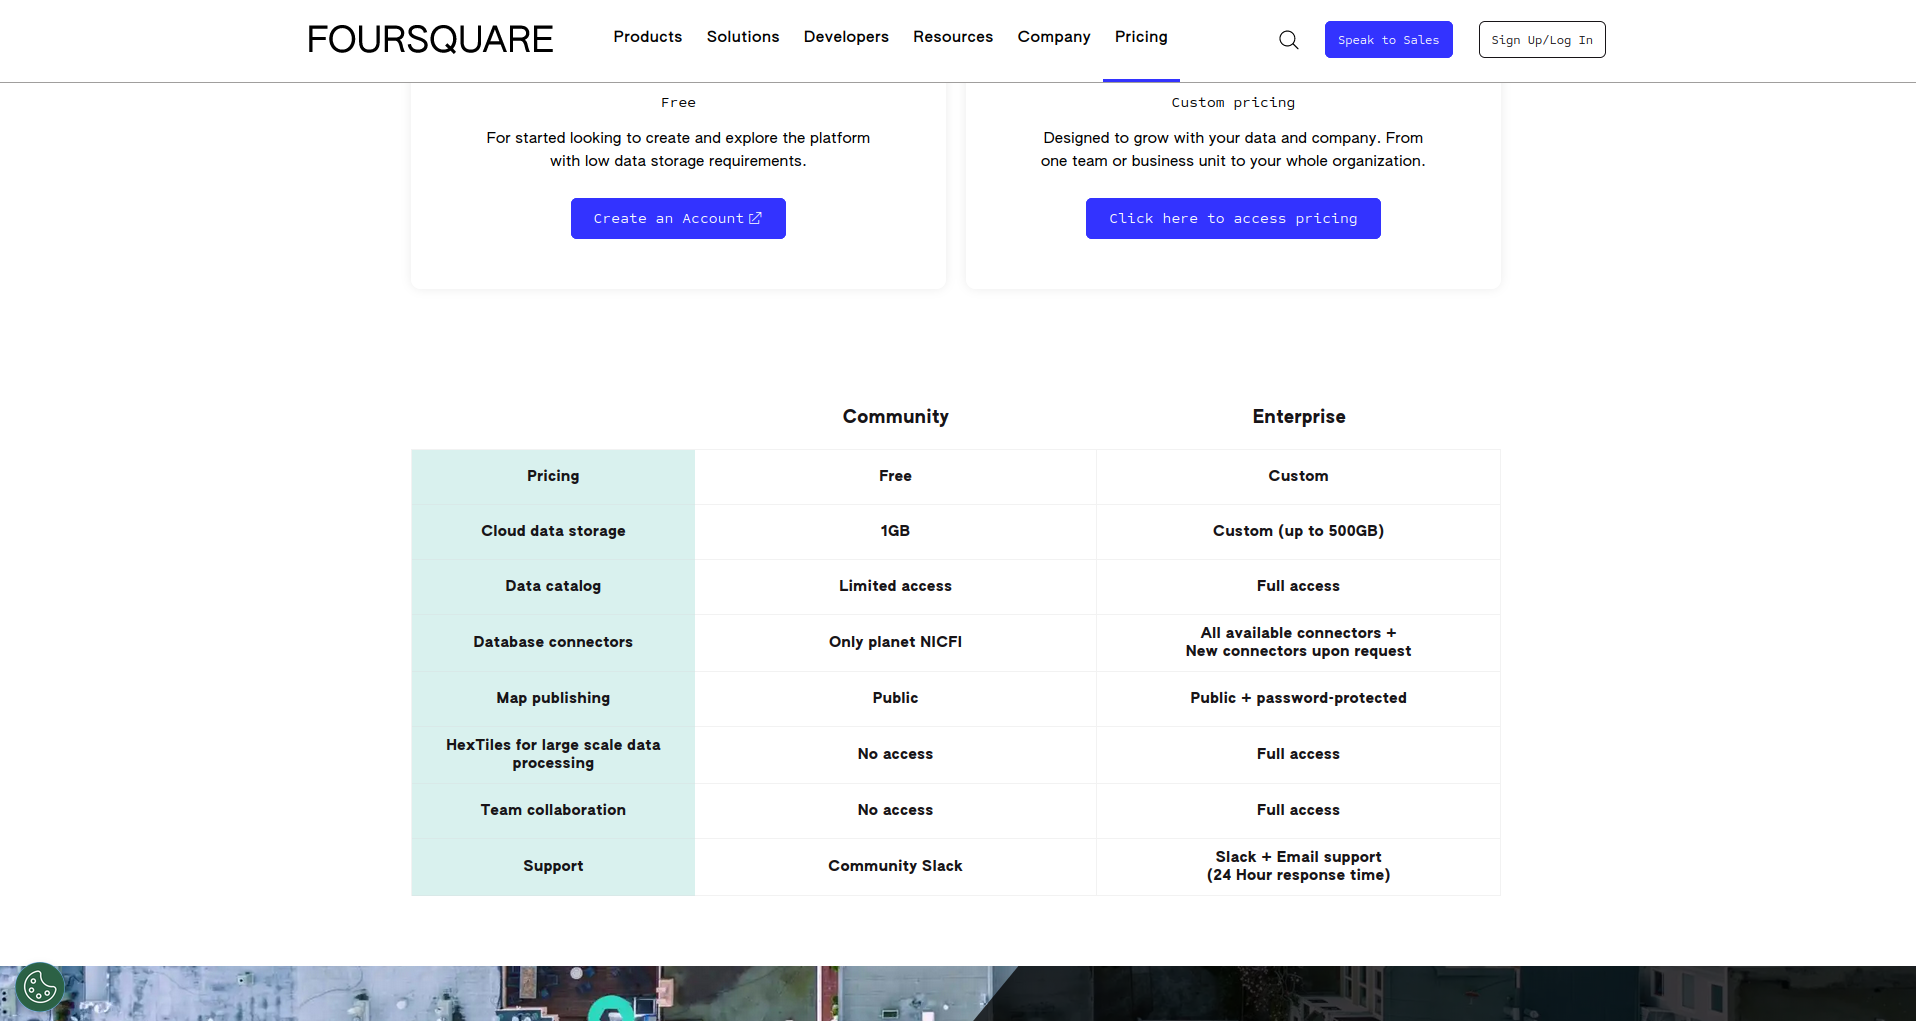 FOURSQUARE
Products
Solutions
Developers
Resources
Company
Pricing
Speak to Sales
Sign Up/Log In
Free
For started looking to create and explore the platform
with low data storage requirements.
Create an Account
Custom pricing
Designed to grow with your data and company. From
one team or business unit to your whole organization.
Click here to access pricing
Community
Enterprise
Pricing
Free
Custom
Cloud data storage
1GB
Custom (up to 500GB)
Data catalog
Limited access
Full access
Database connectors
Only planet NICFI
All available connectors +
New connectors upon request
Map publishing
Public
Public + password-protected
HexTiles for large scale data
processing
No access
Full access
Team collaboration
No access
Full access
Support
Community Slack
Slack + Email support
(24 Hour response time)